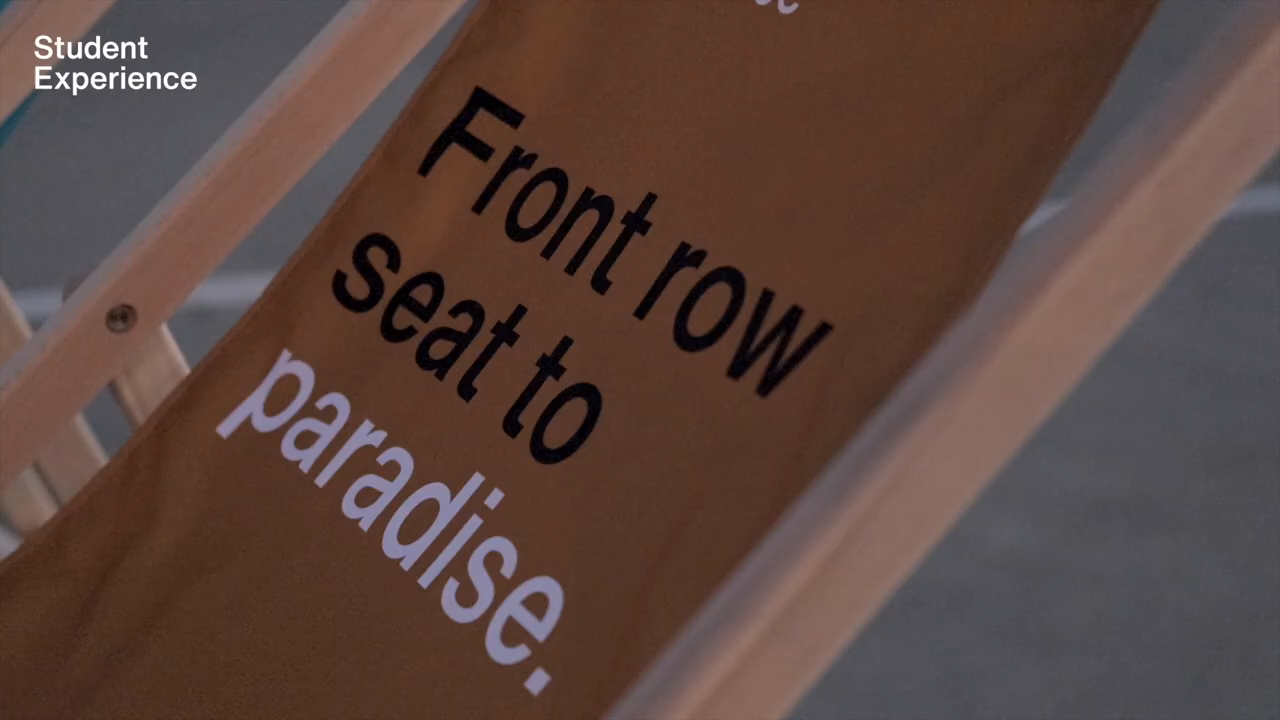 Student
Experience
Front row
seat to
paradise.